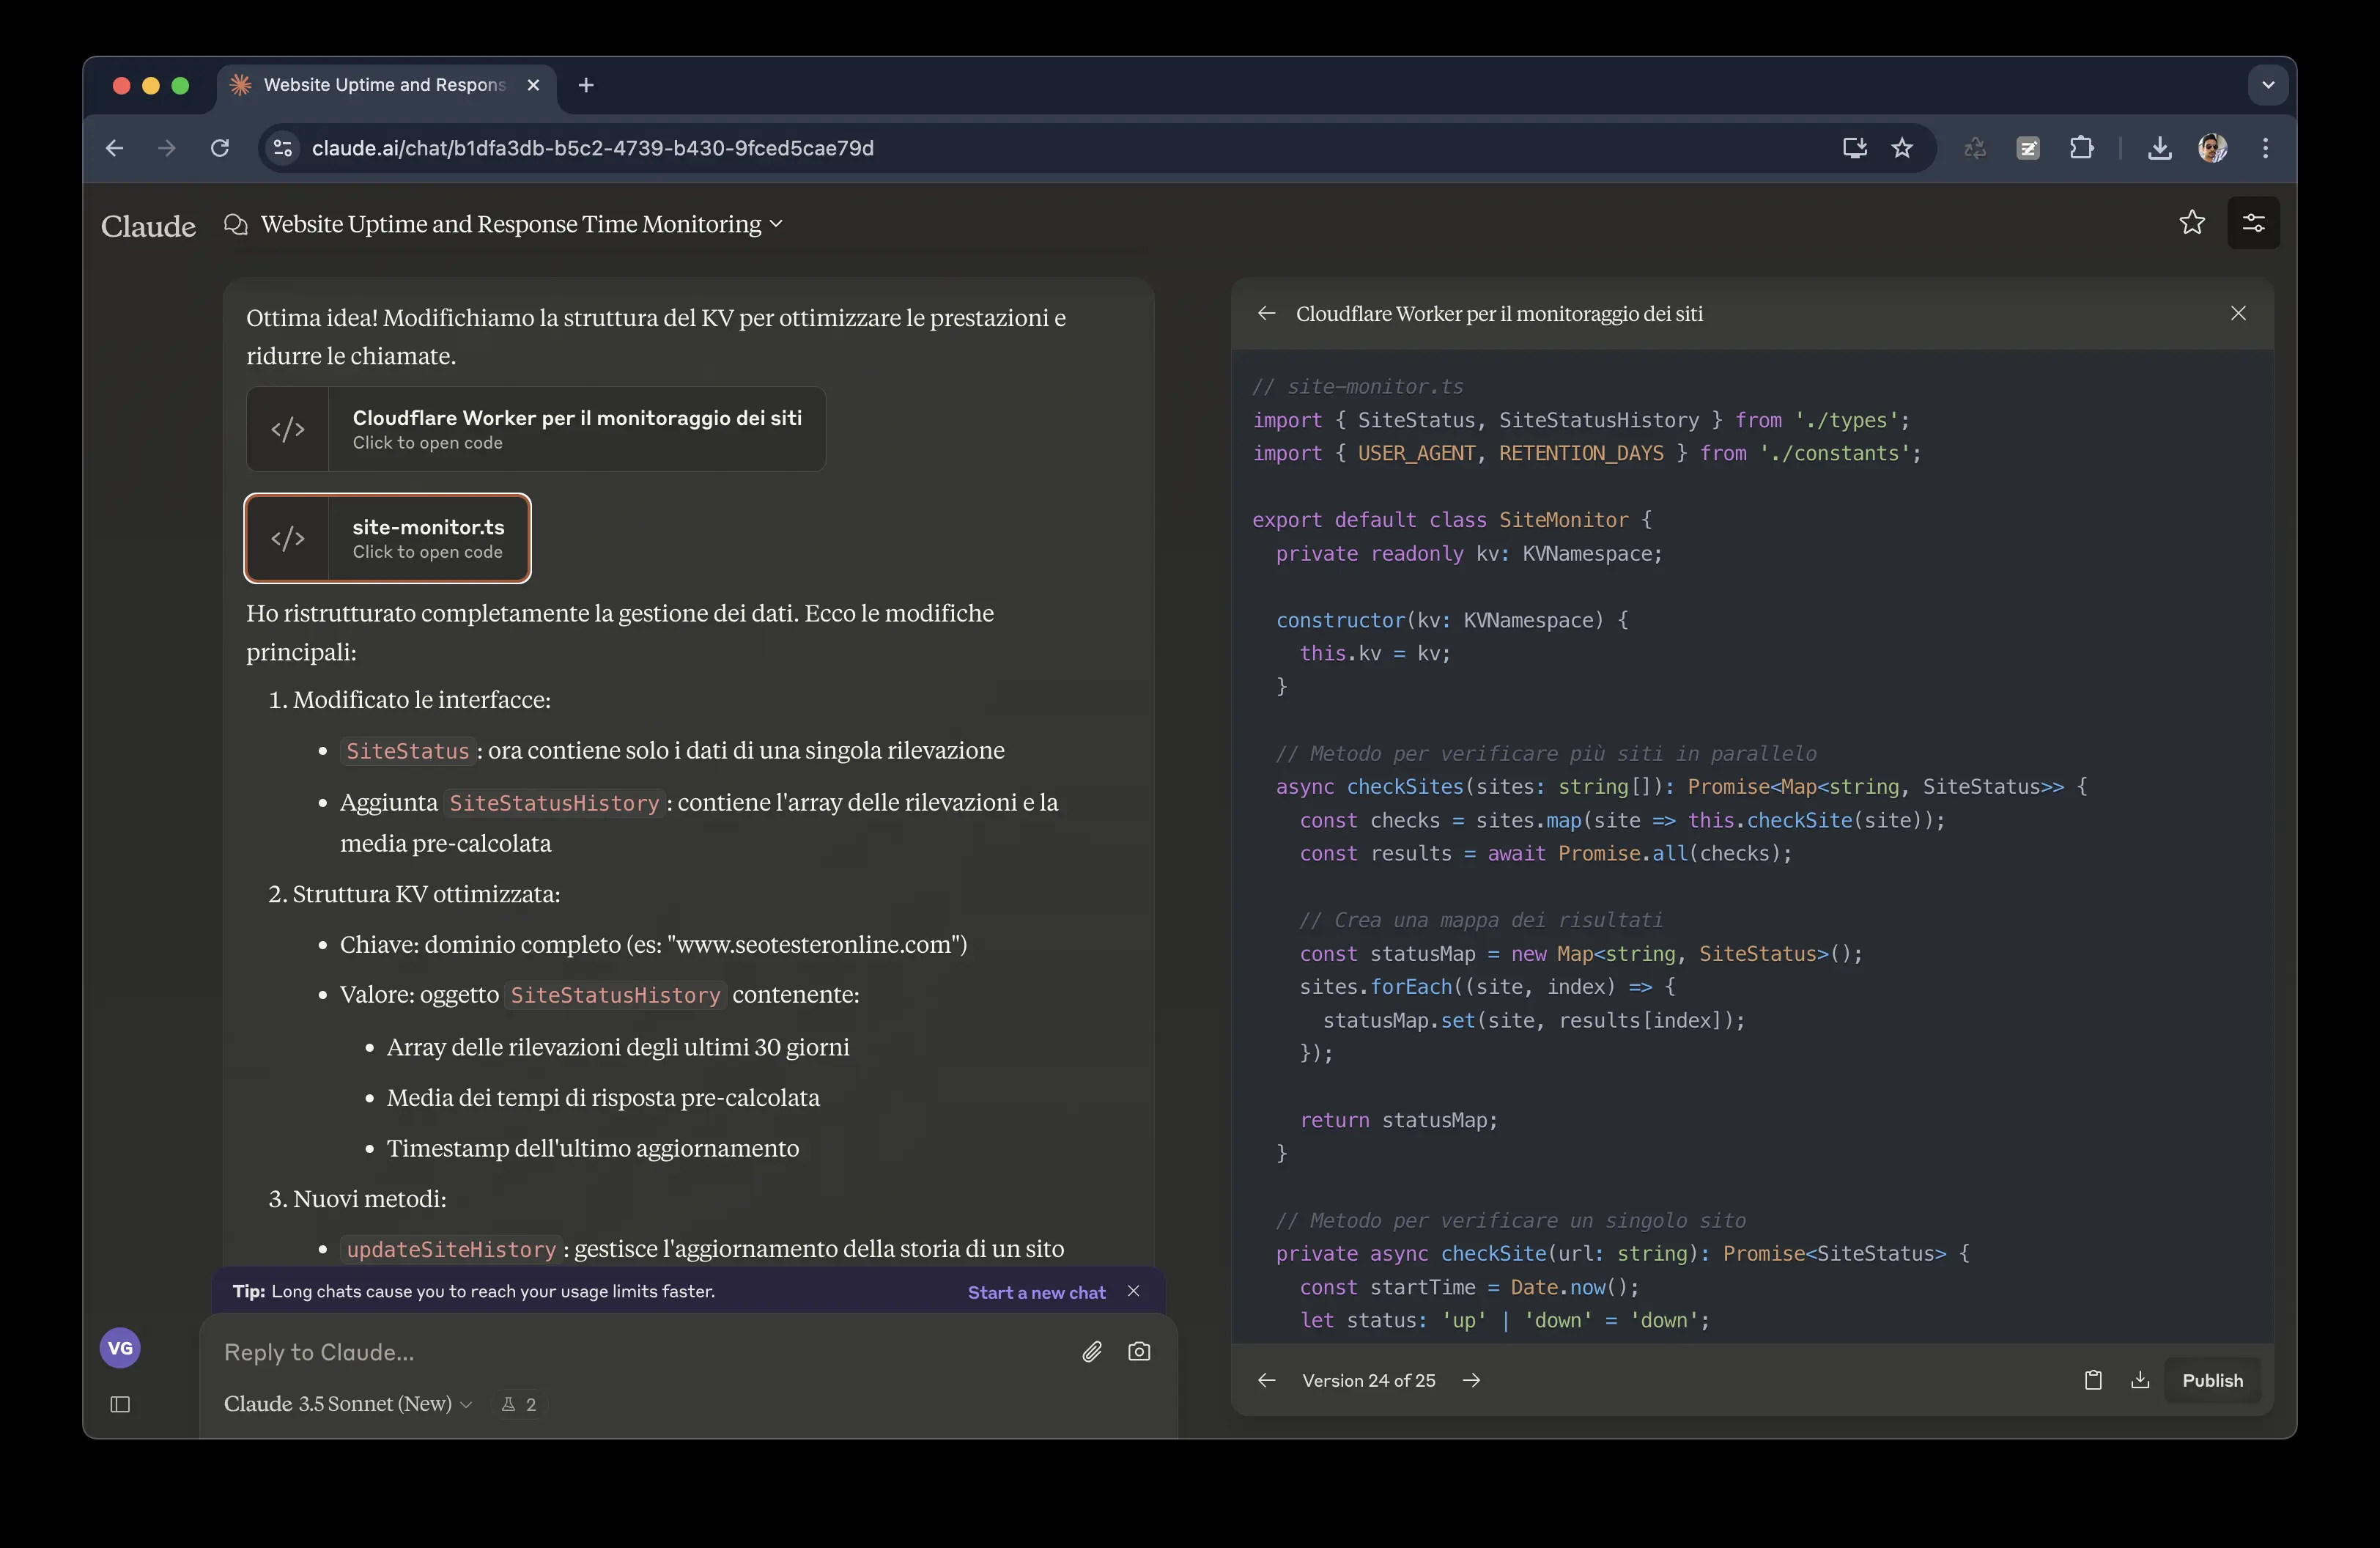 Website Uptime and Respons
claude.ai/chat/b1dfa3db-b5c2-4739-b430-9fced5cae79d
Claude
Website Uptime and Response Time Monitoring
Ottima idea! Modifichiamo la struttura del KV per ottimizzare le prestazioni e
ridurre le chiamate.
</>
Cloudflare Worker per il monitoraggio dei siti
Click to open code
</>
site-monitor.ts
Click to open code
Ho ristrutturato completamente la gestione dei dati. Ecco le modifiche
principali:
1. Modificato le interfacce:
• SiteStatus: ora contiene solo i dati di una singola rilevazione
• Aggiunta SiteStatusHistory: contiene l'array delle rilevazioni e la
media pre-calcolata
2. Struttura KV ottimizzata:
• Chiave: dominio completo (es: "www.seotesteronline.com")
• Valore: oggetto SiteStatusHistory contenente:
• Array delle rilevazioni degli ultimi 30 giorni
• Media dei tempi di risposta pre-calcolata
• Timestamp dell'ultimo aggiornamento
3. Nuovi metodi:
• updateSiteHistory: gestisce l'aggiornamento della storia di un sito
Tip: Long chats cause you to reach your usage limits faster.
Start a new chat
VG
Reply to Claude...
Claude 3.5 Sonnet (New)
2
Cloudflare Worker per il monitoraggio dei siti
// site-monitor.ts
import { SiteStatus, SiteStatusHistory } from './types';
import { USER_AGENT, RETENTION_DAYS } from './constants';
export default class SiteMonitor {
private readonly kv: KVNamespace;
constructor(kv: KVNamespace) {
this.kv = kv;
}
// Metodo per verificare più siti in parallelo
async checkSites(sites: string[]): Promise<Map<string, SiteStatus>> {
const checks = sites.map(site => this.checkSite(site));
const results = await Promise.all(checks);
// Crea una mappa dei risultati
const statusMap = new Map<string, SiteStatus>();
sites.forEach((site, index) => {
statusMap.set(site, results[index]);
});
return statusMap;
}
// Metodo per verificare un singolo sito
private async checkSite(url: string): Promise<SiteStatus> {
const startTime = Date.now();
let status: 'up' | 'down' = 'down';
Version 24 of 25
Publish